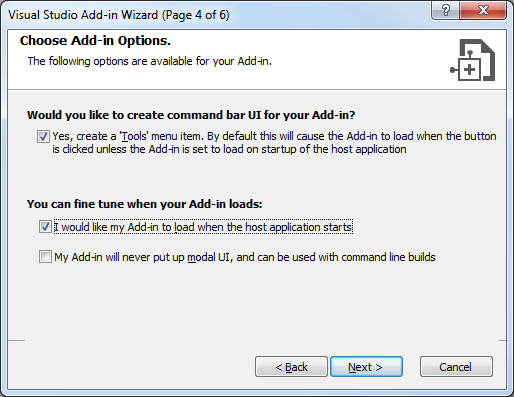 Visual Studio Add-in Wizard (Page 4 of 6)
Choose Add-in Options.
The following options are available for your Add-in.
Would you like to create command bar UI for your Add-in?
Yes, create a 'Tools' menu item. By default this will cause the Add-in to load when the button
is clicked unless the Add-in is set to load on startup of the host application
You can fine tune when your Add-in loads:
I would like my Add-in to load when the host application starts
My Add-in will never put up modal UI, and can be used with command line builds
< Back Next > Cancel